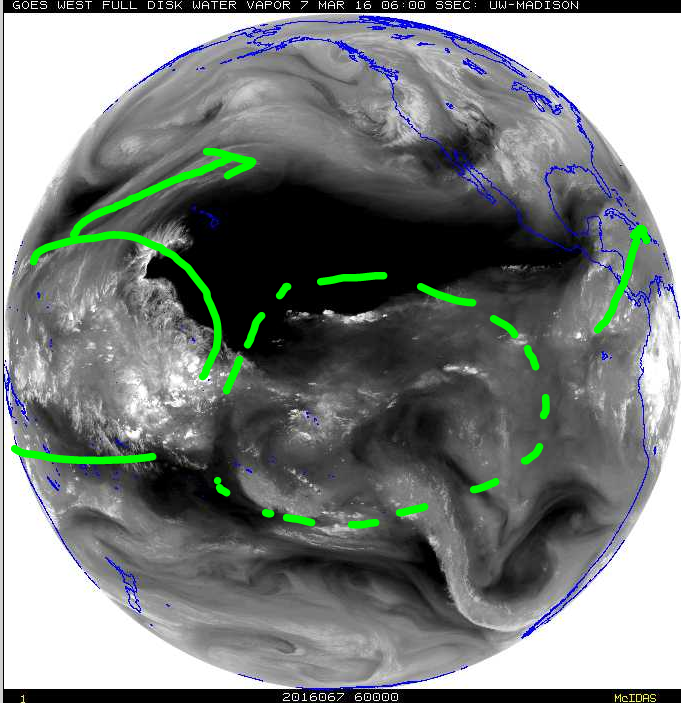 GOES WEST FULL DISK WATER VAPOR 7 MAR 16 06:00 SSEC: UW-MADISON
1 2016067 60000 McIDAS